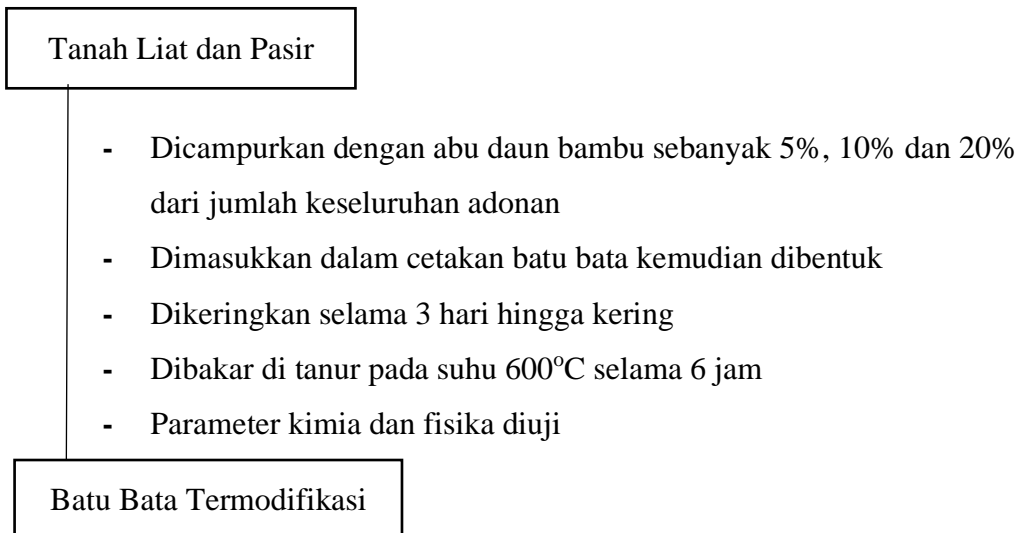 Tanah Liat dan Pasir
- Dicampurkan dengan abu daun bambu sebanyak 5%, 10% dan 20%
dari jumlah keseluruhan adonan
- Dimasukkan dalam cetakan batu bata kemudian dibentuk
- Dikeringkan selama 3 hari hingga kering
- Dibakar di tanur pada suhu 600°C selama 6 jam
- Parameter kimia dan fisika diuji
Batu Bata Termodifikasi